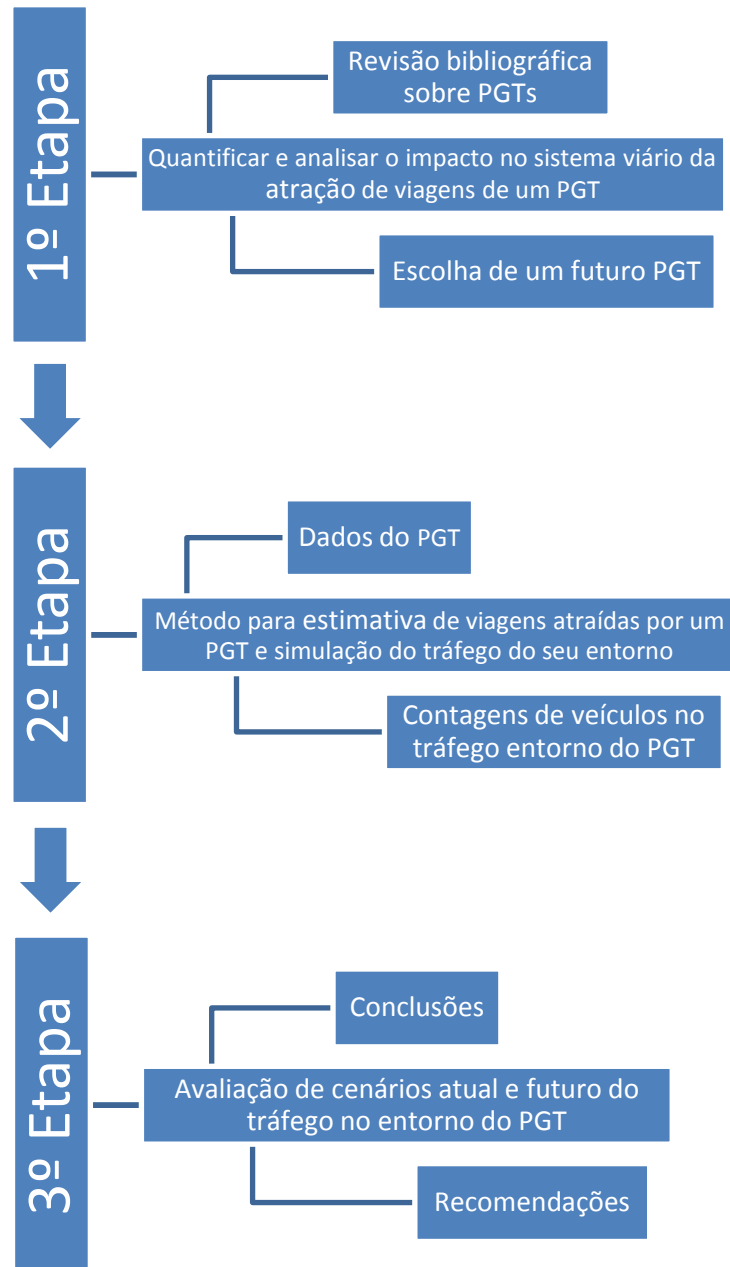 1º Etapa
Revisão bibliográfica
sobre PGTs
Quantificar e analisar o impacto no sistema viário da
atração de viagens de um PGT
Escolha de um futuro PGT
2º Etapa
Dados do PGT
Método para estimativa de viagens atraídas por um
PGT e simulação do tráfego do seu entorno
Contagens de veículos no
tráfego entorno do PGT
3º Etapa
Conclusões
Avaliação de cenários atual e futuro do
tráfego no entorno do PGT
Recomendações